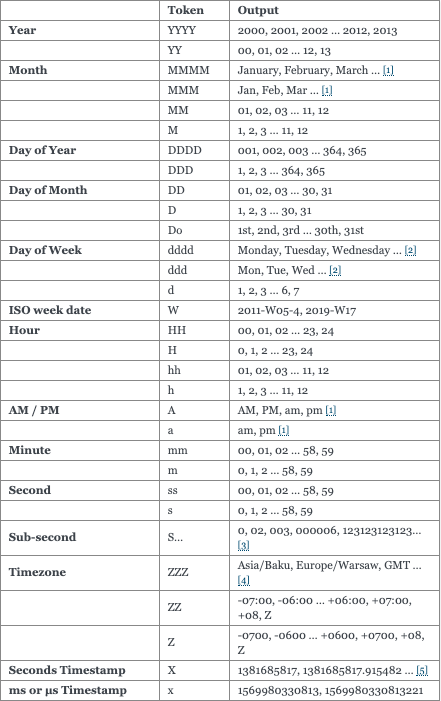 Token Output
Year YYYY 2000, 2001, 2002 ... 2012, 2013
YY 00, 01, 02 ... 12, 13
Month MMMM January, February, March ... [1]
MMM Jan, Feb, Mar ... [1]
MM 01, 02, 03 ... 11, 12
M 1, 2, 3 ... 11, 12
Day of Year DDDD 001, 002, 003 ... 364, 365
DDD 1, 2, 3 ... 364, 365
Day of Month DD 01, 02, 03 ... 30, 31
D 1, 2, 3 ... 30, 31
Do 1st, 2nd, 3rd ... 30th, 31st
Day of Week dddd Monday, Tuesday, Wednesday ... [2]
ddd Mon, Tue, Wed ... [2]
d 1, 2, 3 ... 6, 7
ISO week date W 2011-W05-4, 2019-W17
Hour HH 00, 01, 02 ... 23, 24
H 0, 1, 2 ... 23, 24
hh 01, 02, 03 ... 11, 12
h 1, 2, 3 ... 11, 12
AM / PM A AM, PM, am, pm [1]
a am, pm [1]
Minute mm 00, 01, 02 ... 58, 59
m 0, 1, 2 ... 58, 59
Second ss 00, 01, 02 ... 58, 59
s 0, 1, 2 ... 58, 59
Sub-second S... 0, 02, 003, 000006, 123123123123...
[3]
Timezone ZZZ Asia/Baku, Europe/Warsaw, GMT ...
[4]
ZZ -07:00, -06:00 ... +06:00, +07:00,
+08, Z
Z -0700, -0600 ... +0600, +0700, +08,
Z
Seconds Timestamp X 1381685817, 1381685817.915482 ... [5]
ms or µs Timestamp x 1569980330813, 1569980330813221